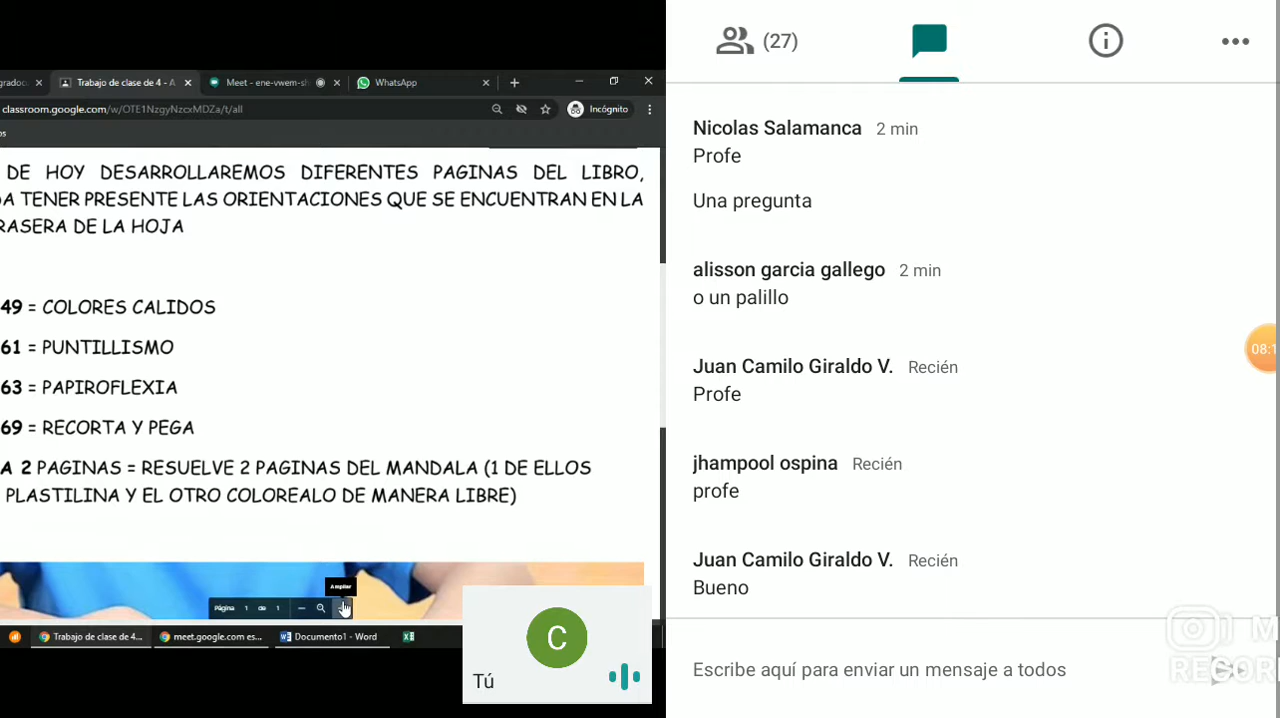 gradoc
Trabajo de clase de 4 - A
Meet - ene-vwem-s
WhatsApp
classroom.google.com/w/OTE1NzgyNzcxMDZa/t/all
Incógnito
os
DE HOY DESARROLLAREMOS DIFERENTES PAGINAS DEL LIBRO,
DA TENER PRESENTE LAS ORIENTACIONES QUE SE ENCUENTRAN EN LA
RASERA DE LA HOJA
49 = COLORES CALIDOS
61 = PUNTILLISMO
63 = PAPIROFLEXIA
69 = RECORTA Y PEGA
A 2 PAGINAS = RESUELVE 2 PAGINAS DEL MANDALA (1 DE ELLOS
PLASTILINA Y EL OTRO COLOREALO DE MANERA LIBRE)
Ampliar
Página 1 de 1
Trabajo de clase de 4...
meet.google.com es...
Documento1 - Word
C
Tú
(27)
Nicolas Salamanca 2 min
Profe
Una pregunta
alisson garcia gallego 2 min
o un palillo
Juan Camilo Giraldo V. Recién
Profe
jhampool ospina Recién
profe
Juan Camilo Giraldo V. Recién
Bueno
Escribe aquí para enviar un mensaje a todos
08:1
M
RECOR